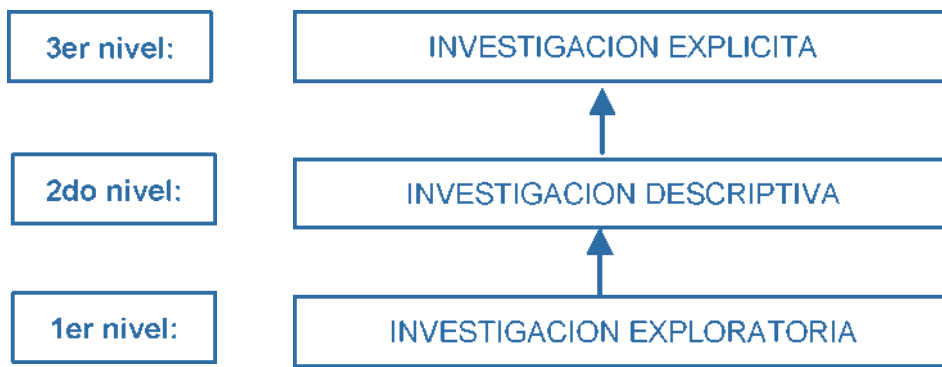 3er nivel:
INVESTIGACION EXPLICITA
2do nivel:
INVESTIGACION DESCRIPTIVA
1er nivel:
INVESTIGACION EXPLORATORIA